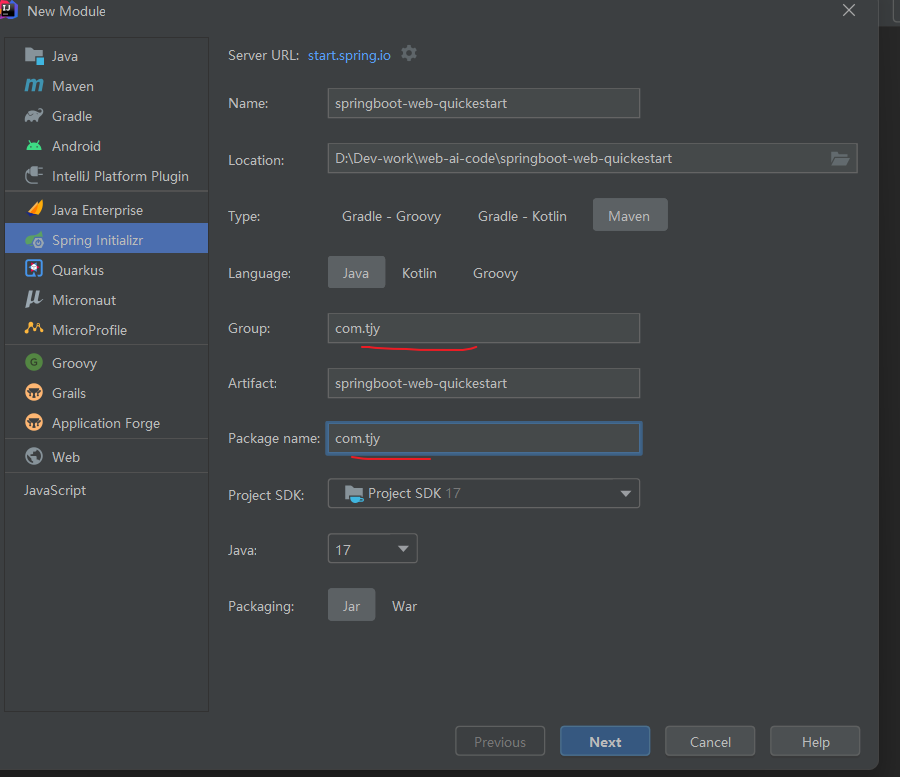 New Module
Java
Maven
Gradle
Android
IntelliJ Platform Plugin
Java Enterprise
Spring Initializr
Quarkus
Micronaut
MicroProfile
Groovy
Grails
Application Forge
Web
JavaScript
Server URL: start.spring.io
Name: springboot-web-quickestart
Location: D:\Dev-work\web-ai-code\springboot-web-quickestart
Type: Gradle - Groovy Gradle - Kotlin Maven
Language: Java Kotlin Groovy
Group: com.tjy
Artifact: springboot-web-quickestart
Package name: com.tjy
Project SDK: Project SDK 17
Java: 17
Packaging: Jar War
Previous Next Cancel Help